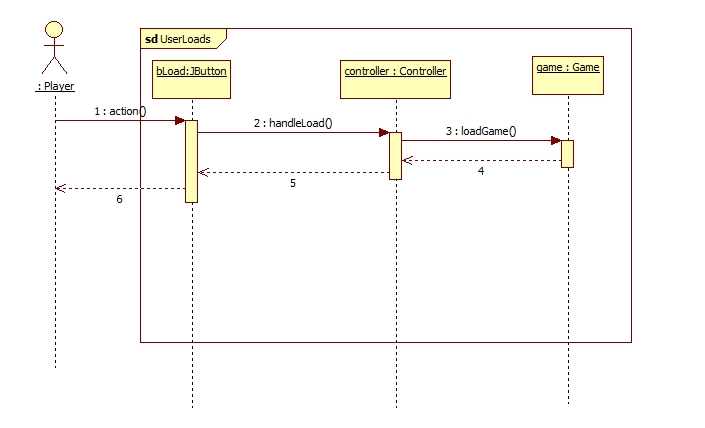 sd UserLoads
: Player
bLoad:JButton
controller : Controller
game : Game
1 : action()
2 : handleLoad()
3 : loadGame()
4
5
6